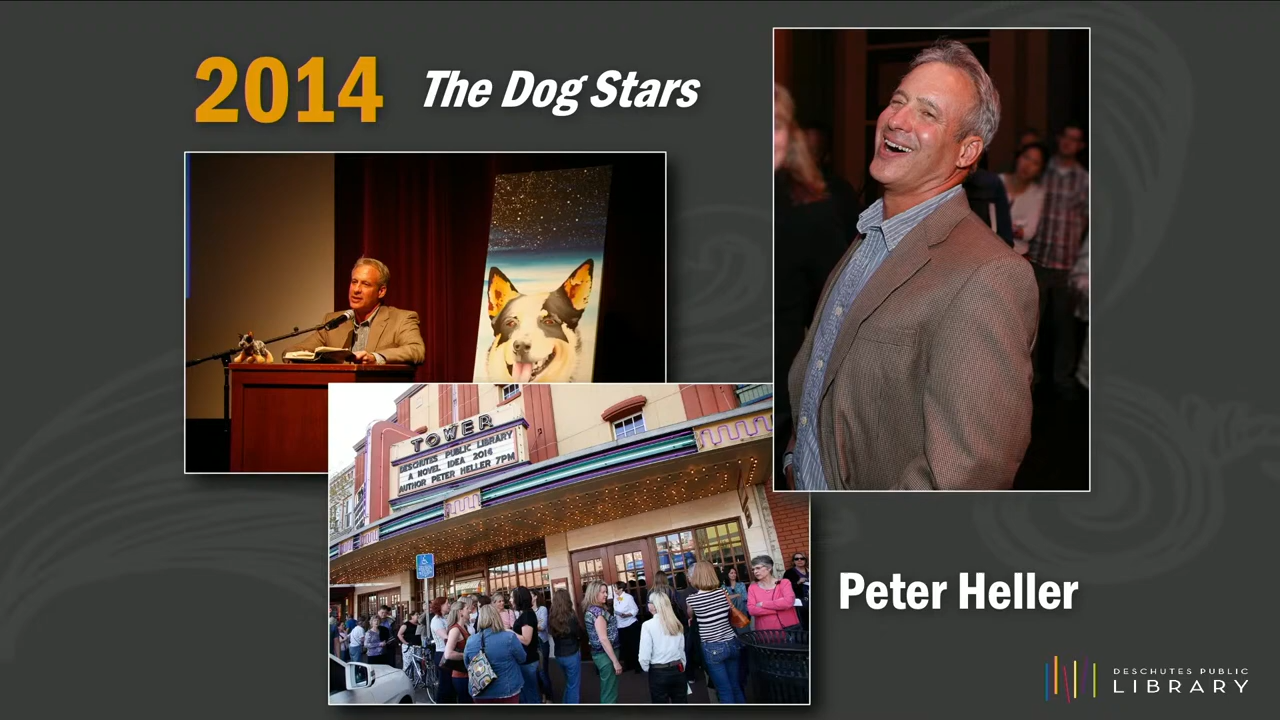 2014
The Dog Stars
TOWER
DESCHUTES PUBLIC LIBRARY
A NOVEL IDEA 2014
AUTHOR PETER HELLER 7PM
Peter Heller
DESCHUTES PUBLIC
LIBRARY